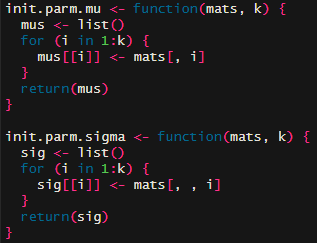 init.parm.mu <- function(mats, k) {
  mus <- list()
  for (i in 1:k) {
    mus[[i]] <- mats[, i]
  }
  return(mus)
}

init.parm.sigma <- function(mats, k) {
  sig <- list()
  for (i in 1:k) {
    sig[[i]] <- mats[, , i]
  }
  return(sig)
}